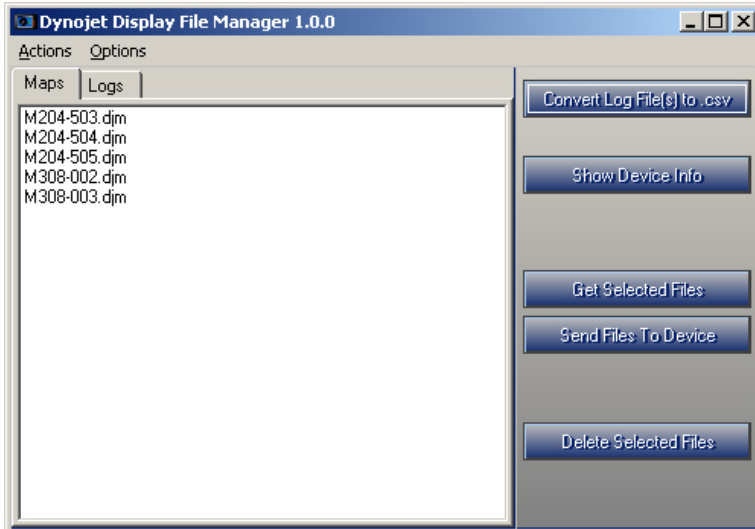 Dynojet Display File Manager 1.0.0
Actions Options
Maps Logs
M204-503.djm
M204-504.djm
M204-505.djm
M308-002.djm
M308-003.djm
Convert Log File(s) to .csv
Show Device Info
Get Selected Files
Send Files To Device
Delete Selected Files